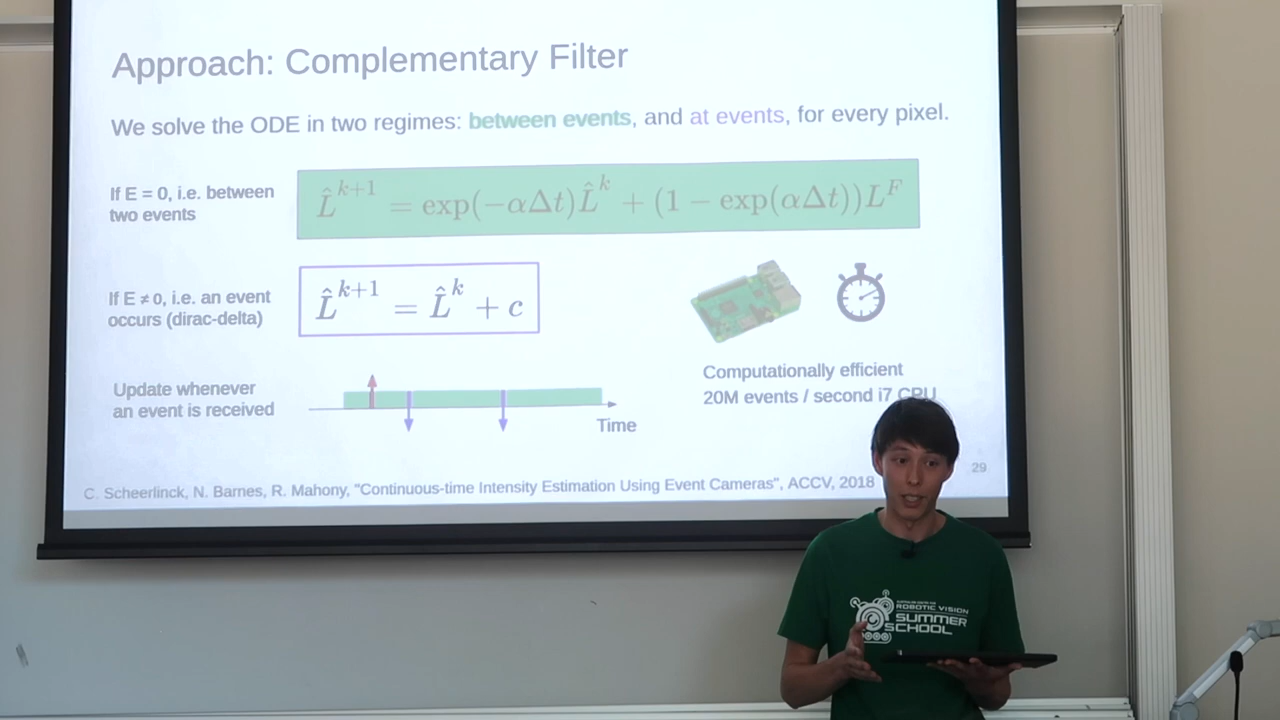 Approach: Complementary Filter
We solve the ODE in two regimes: between events, and at events, for every pixel.
If E = 0, i.e. between
two events
L̂^{k+1} = exp(−αΔt)L̂^k + (1 − exp(αΔt))L^F
If E ≠ 0, i.e. an event
occurs (dirac-delta)
L̂^{k+1} = L̂^k + c
Update whenever
an event is received
Time
Computationally efficient
20M events / second i7 CPU
29
C. Scheerlinck, N. Barnes, R. Mahony, "Continuous-time Intensity Estimation Using Event Cameras", ACCV, 2018
ROBOTIC VISION
SUMMER
SCHOOL